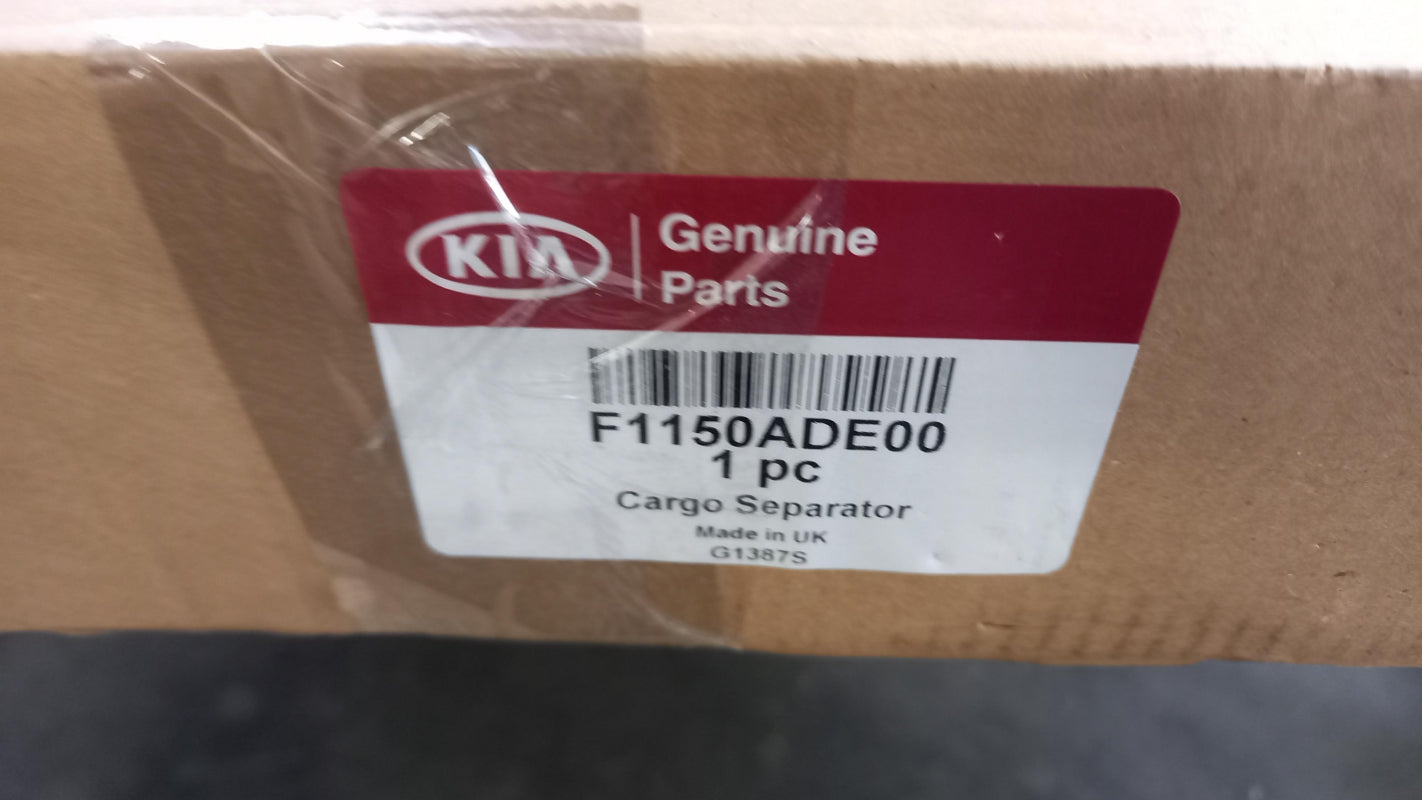 KIA
Genuine
Parts
F1150ADE00
1 pc
Cargo Separator
Made in UK
G1387S